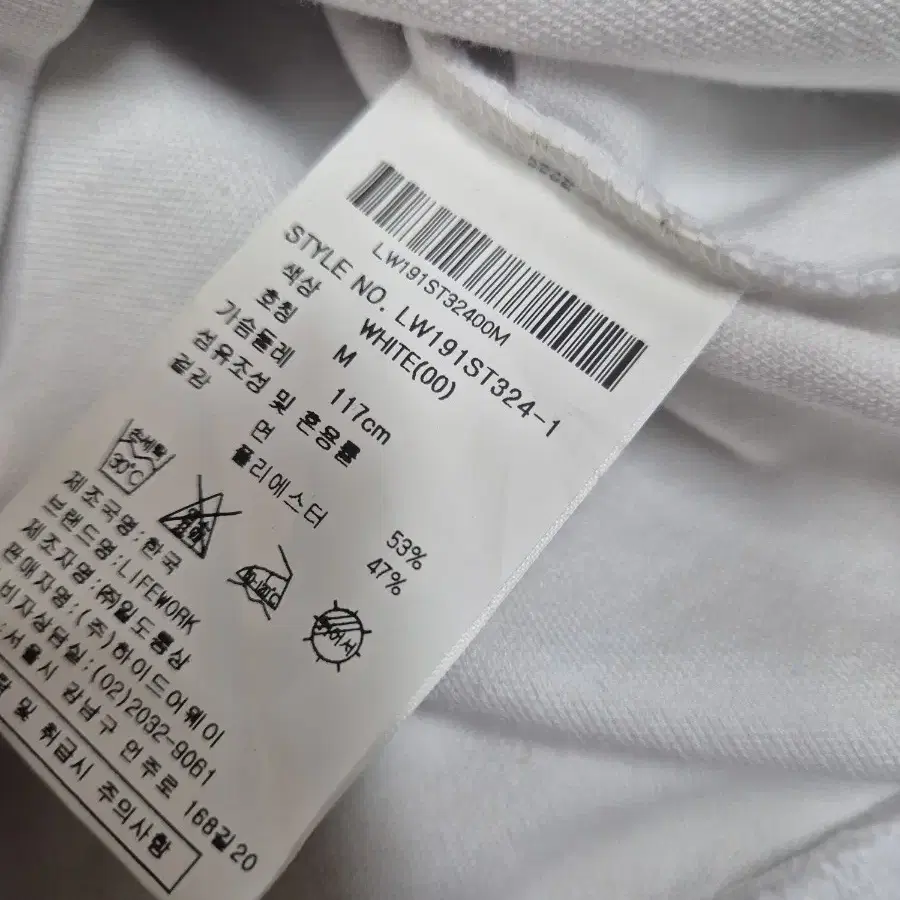 LW191ST32400M
STYLE NO. LW191ST324-1
색상 WHITE(00)
호칭 M
가슴둘레 117cm
섬유조성 및 혼용률
겉감 면 53%
폴리에스터 47%
손세탁
30℃
제조국명:한국
브랜드명:LIFEWORK
제조자명:(주)일도통상
판매자명:(주)하이드어웨이
비자상담실:(02)2032-9061
:서울시 강남구 언주로 168길20
및 취급시 주의사항